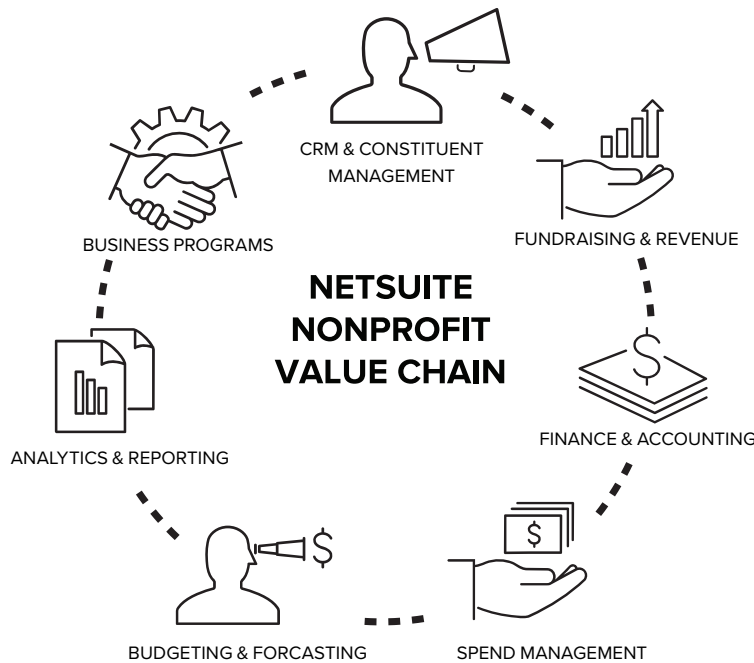 CRM & CONSTITUENT
MANAGEMENT
FUNDRAISING & REVENUE
BUSINESS PROGRAMS
NETSUITE
NONPROFIT
VALUE CHAIN
$
FINANCE & ACCOUNTING
ANALYTICS & REPORTING
$
$
BUDGETING & FORCASTING
SPEND MANAGEMENT